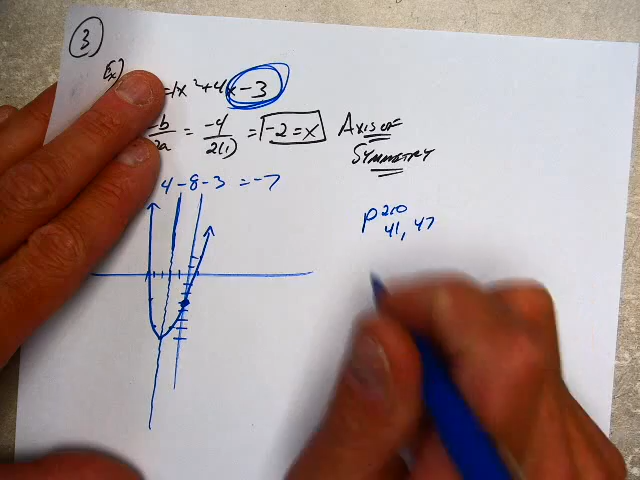 3
Ex)
=1x²+4x-3
-b/2a = -4/2(1) = -2=x Axis of
Symmetry
4-8-3 =-7
p210
41, 47